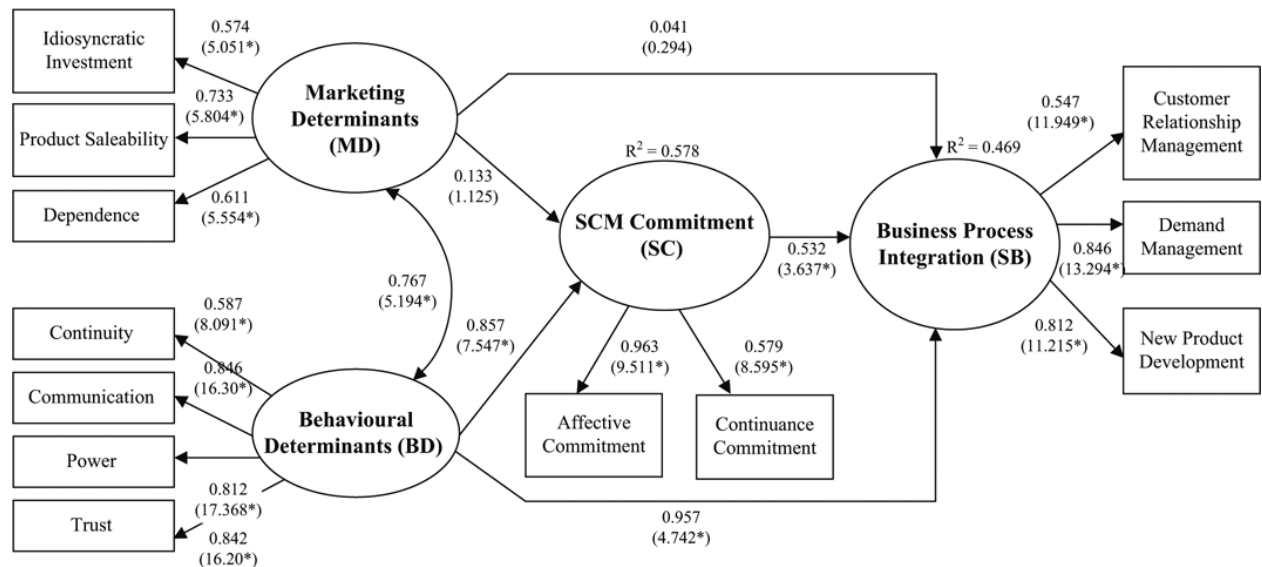 0.574
(5.051*)
Idiosyncratic
Investment
0.733
(5.804*)
Product Saleability
0.611
(5.554*)
Dependence
Marketing
Determinants
(MD)
0.041
(0.294)
0.133
(1.125)
R² = 0.578
SCM Commitment
(SC)
0.532
(3.637*)
R² = 0.469
Business Process
Integration (SB)
0.547
(11.949*)
Customer
Relationship
Management
Demand
Management
0.846
(13.294*)
0.812
(11.215*)
New Product
Development
0.767
(5.194*)
0.857
(7.547*)
0.963
(9.511*)
0.579
(8.595*)
Affective
Commitment
Continuance
Commitment
0.587
(8.091*)
Continuity
0.846
(16.30*)
Communication
Behavioural
Determinants (BD)
Power
0.812
(17.368*)
Trust
0.842
(16.20*)
0.957
(4.742*)